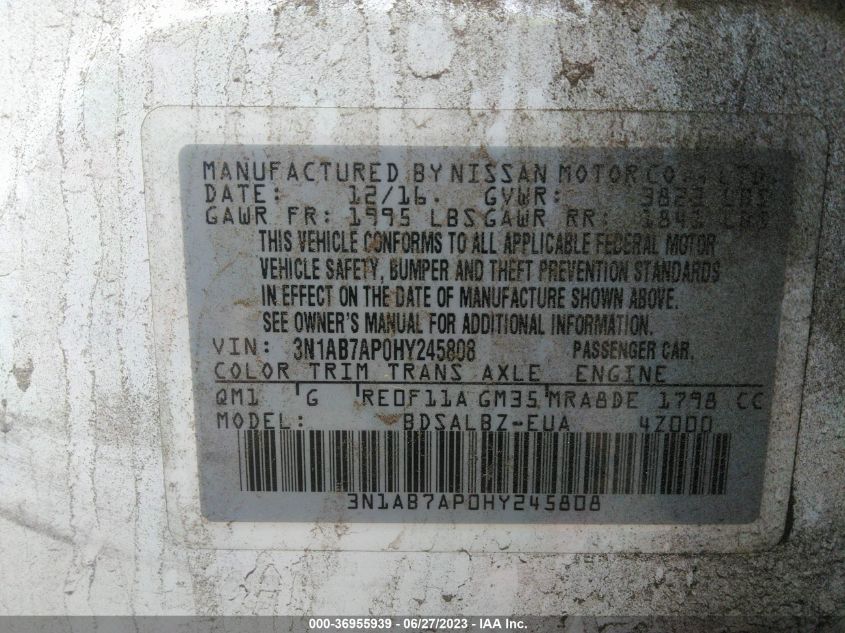 MANUFACTURED BY NISSAN MOTOR CO., LTD.
DATE: 12/16. GVWR: 3823 LBS
GAWR FR: 1995 LBS GAWR RR: LBS
THIS VEHICLE CONFORMS TO ALL APPLICABLE FEDERAL MOTOR
VEHICLE SAFETY, BUMPER AND THEFT PREVENTION STANDARDS
IN EFFECT ON THE DATE OF MANUFACTURE SHOWN ABOVE.
SEE OWNER'S MANUAL FOR ADDITIONAL INFORMATION.
VIN: 3N1AB7AP0HY245808 PASSENGER CAR.
COLOR TRIM TRANS AXLE ENGINE
QM1 G RE0F11A GM35 MRA8DE 1798 CC
MODEL: BDSALBZ-EUA 4Z000
3N1AB7AP0HY245808
000-36955939 - 06/27/2023 - © IAA Inc.